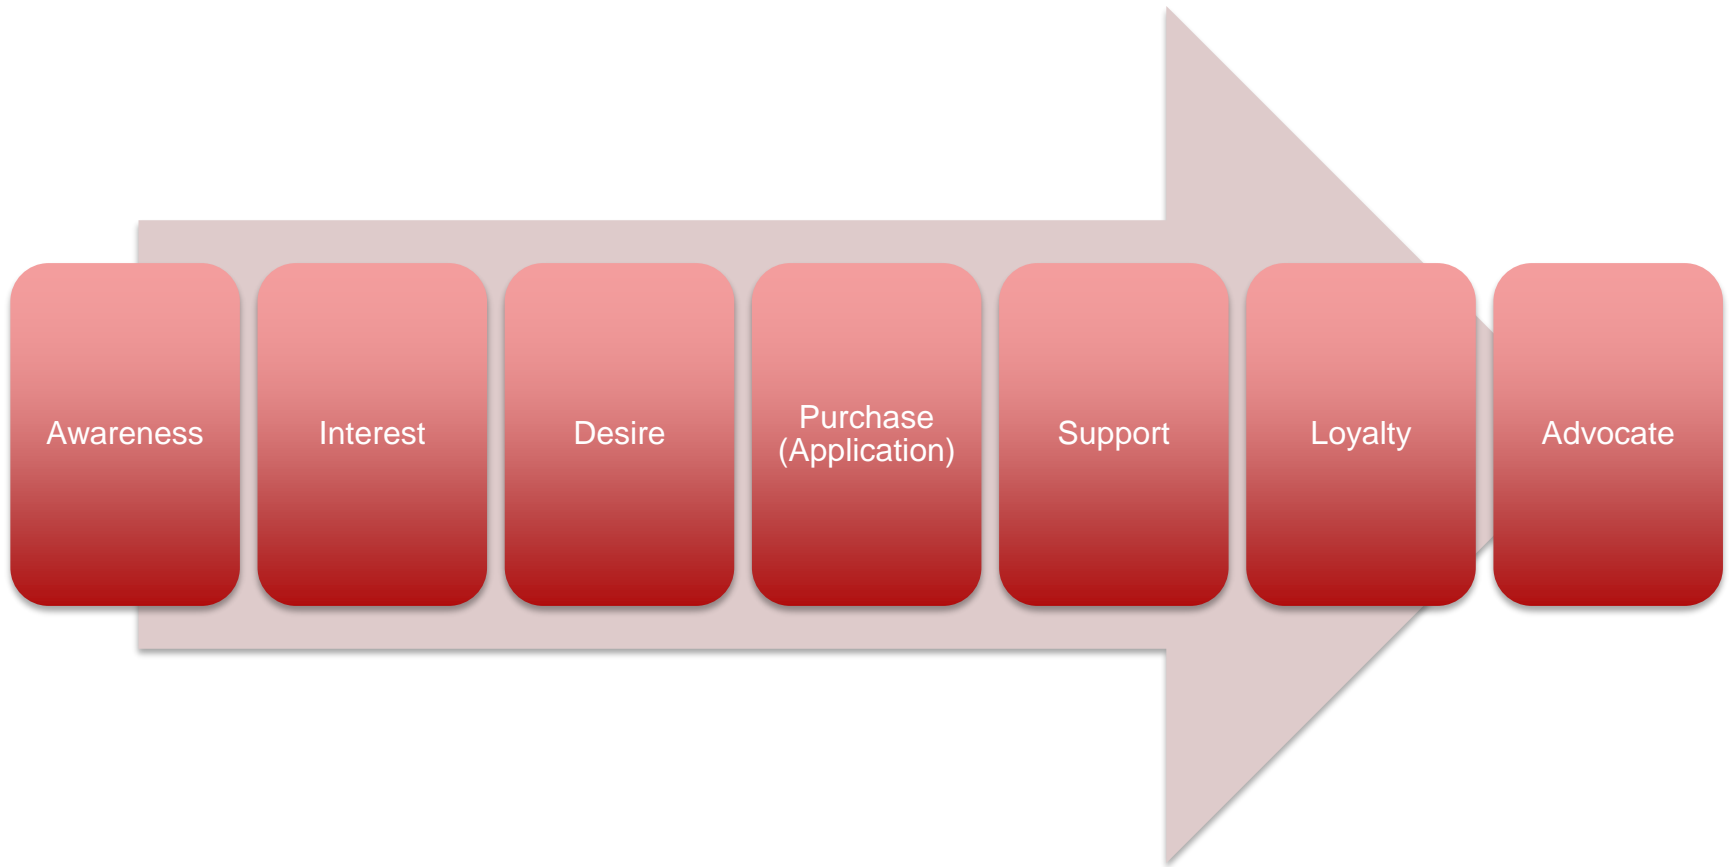 Awareness
Interest
Desire
Purchase
(Application)
Support
Loyalty
Advocate